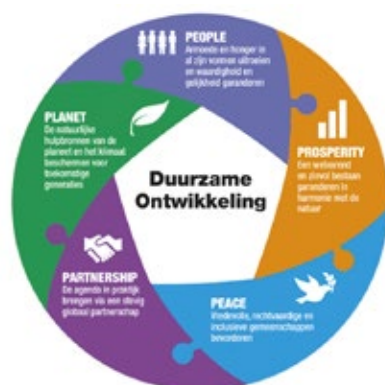 PEOPLE
Armoede en honger in
al zijn vormen uitroeien
en waardigheid en
gelijkheid garanderen
PROSPERITY
Een welvarend
en zinvol bestaan
garanderen in
harmonie met de
natuur
PEACE
Vredevolle, rechtvaardige en
inclusieve gemeenschappen
bevorderen
PARTNERSHIP
De agenda in praktijk
brengen via een stevig
globaal partnerschap
PLANET
De natuurlijke
hulpbronnen van de
planeet en het klimaat
beschermen voor
toekomstige
generaties
Duurzame
Ontwikkeling